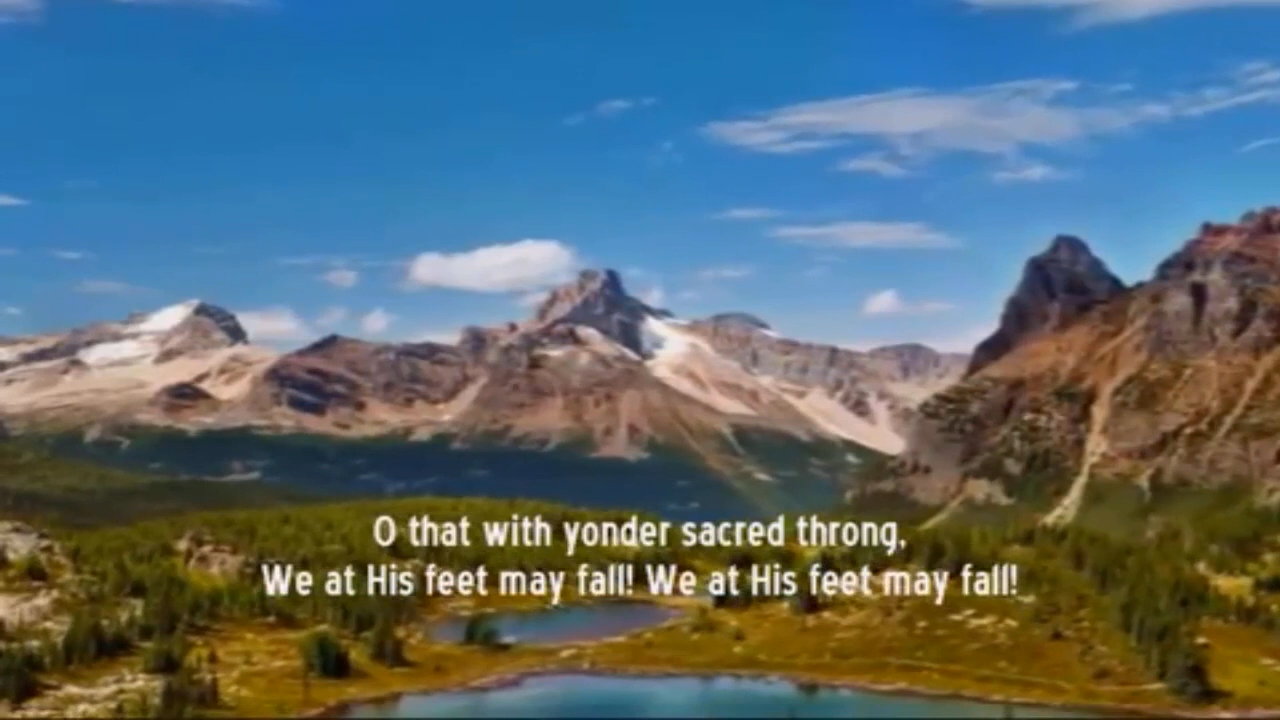 O that with yonder sacred throng,
We at His feet may fall! We at His feet may fall!